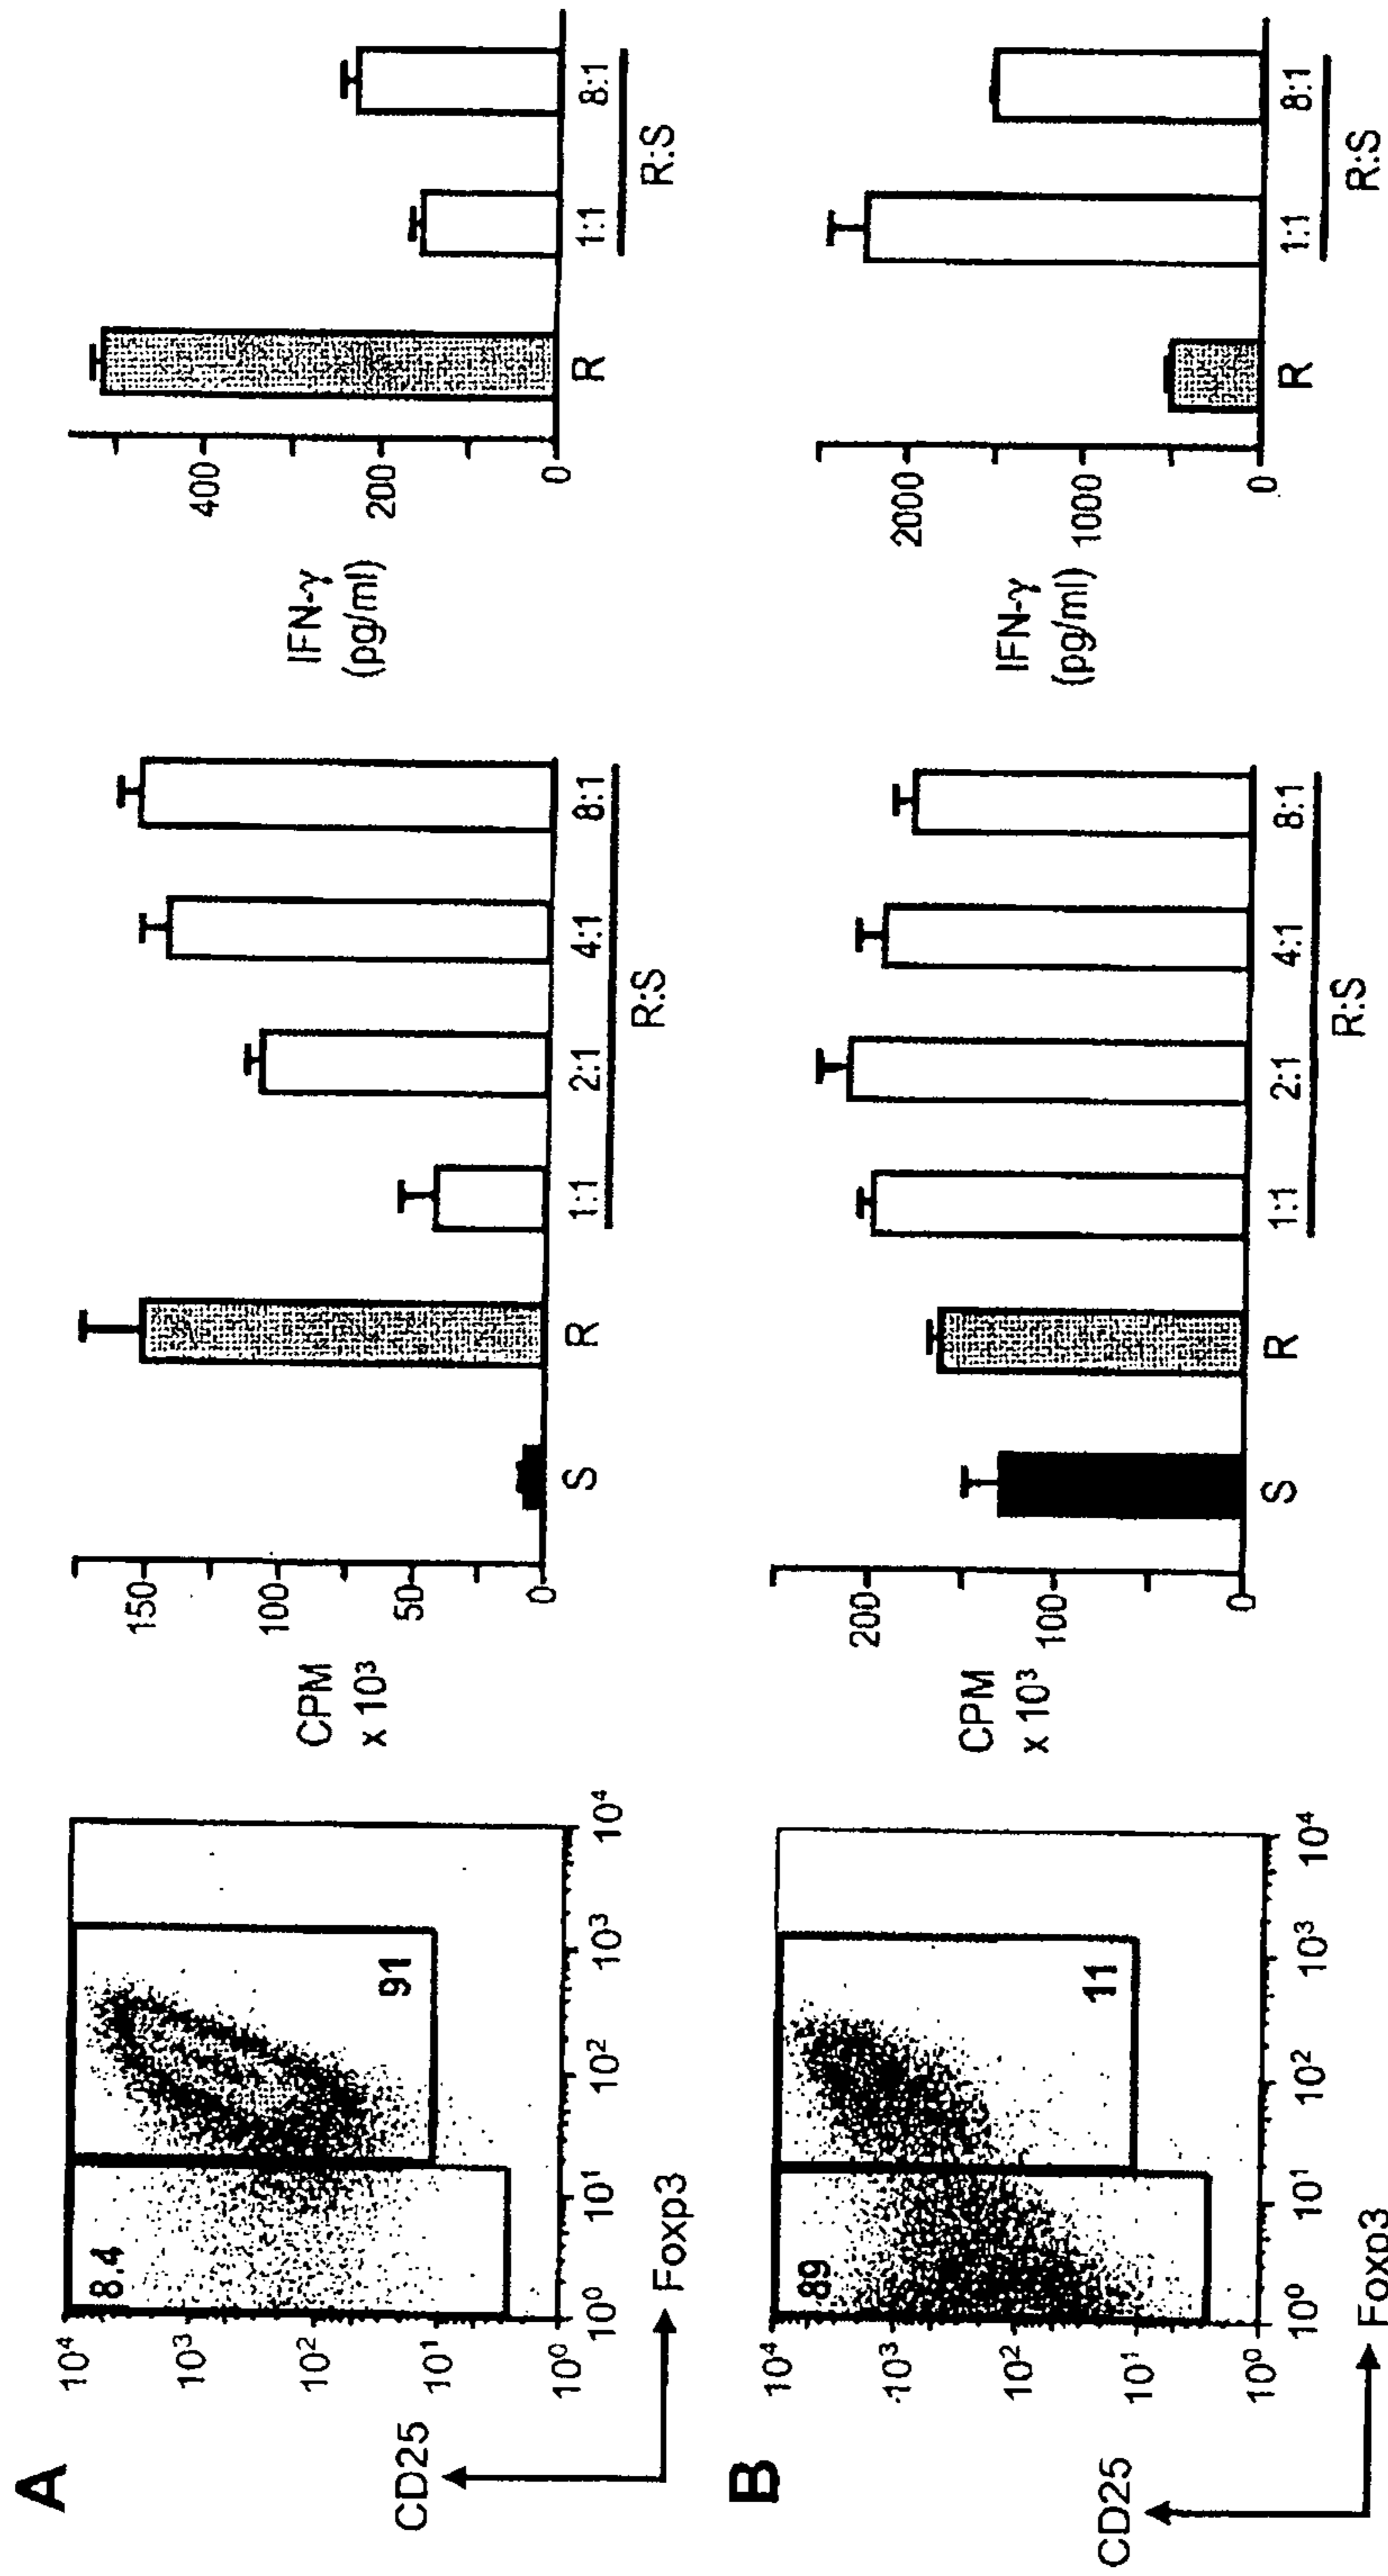 A
CD25
10⁴
10³
10²
10¹
10⁰
8.4
91
10⁰ 10¹ 10² 10³ 10⁴
Foxp3
CPM
x 10³
150
100
50
0
S R 1:1 2:1 4:1 8:1
R:S
IFN-γ
(pg/ml)
400
200
0
R 1:1 8:1
R:S
B
CD25
10⁴
10³
10²
10¹
10⁰
89
11
10⁰ 10¹ 10² 10³ 10⁴
Foxp3
CPM
x 10³
200
100
0
S R 1:1 2:1 4:1 8:1
R:S
IFN-γ
(pg/ml)
2000
1000
0
R 1:1 8:1
R:S